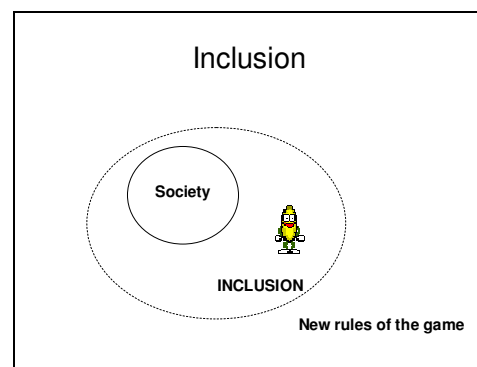 Inclusion
Society
INCLUSION
New rules of the game